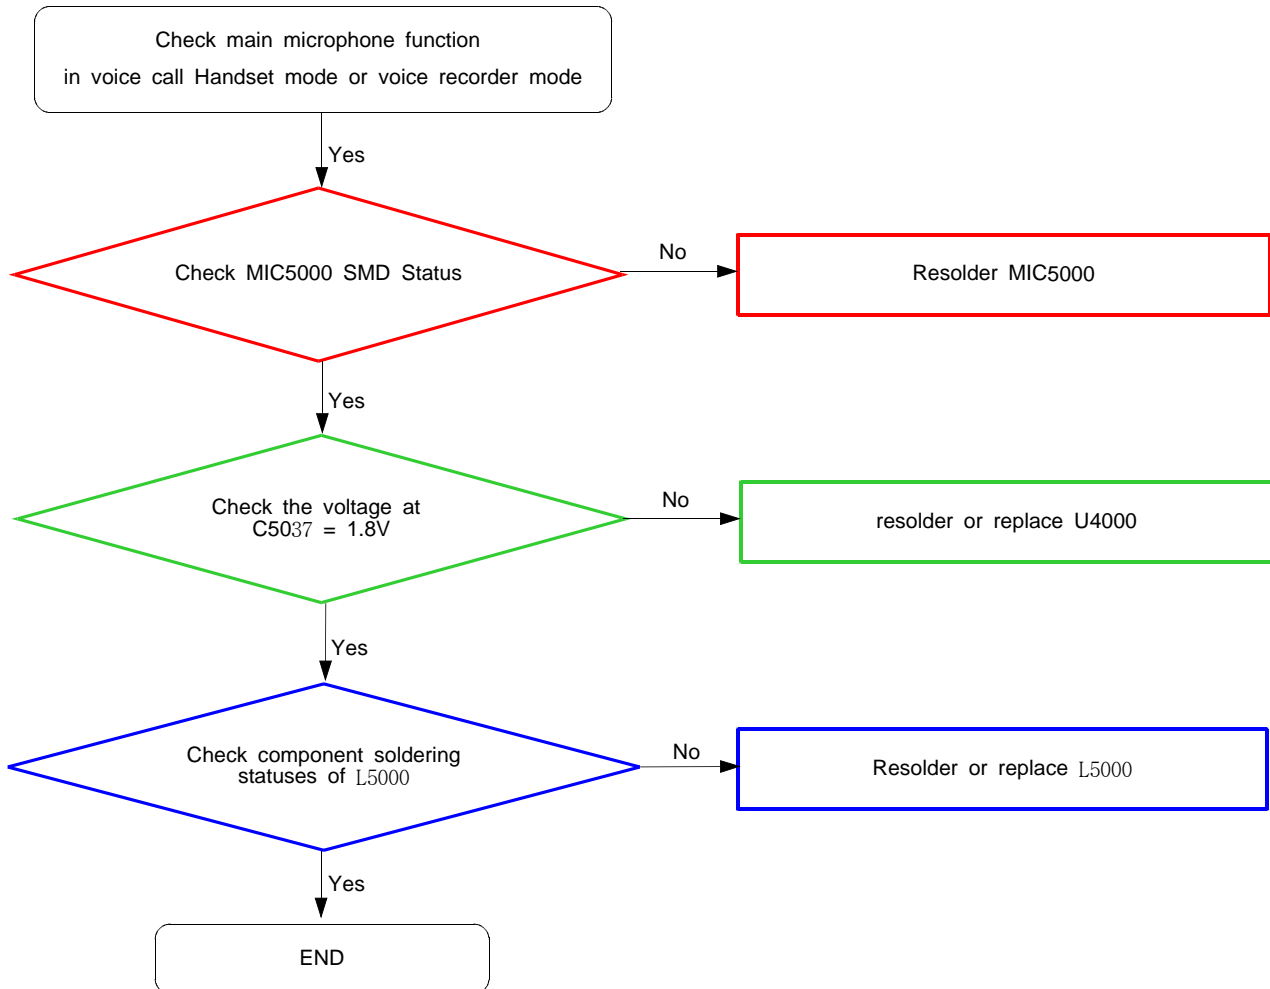 Check main microphone function
in voice call Handset mode or voice recorder mode
Yes
Check MIC5000 SMD Status
No
Resolder MIC5000
Yes
Check the voltage at
C5037 = 1.8V
No
resolder or replace U4000
Yes
Check component soldering
statuses of L5000
No
Resolder or replace L5000
Yes
END